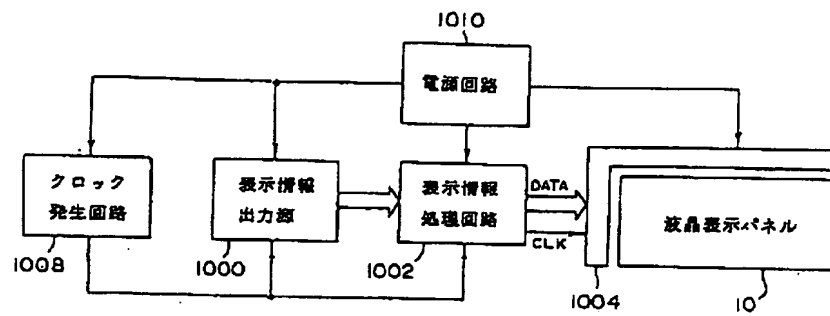 1010
電源回路
クロック
発生回路
1008
表示情報
出力源
1000
表示情報
処理回路
1002
DATA
CLK
液晶表示パネル
1004
10